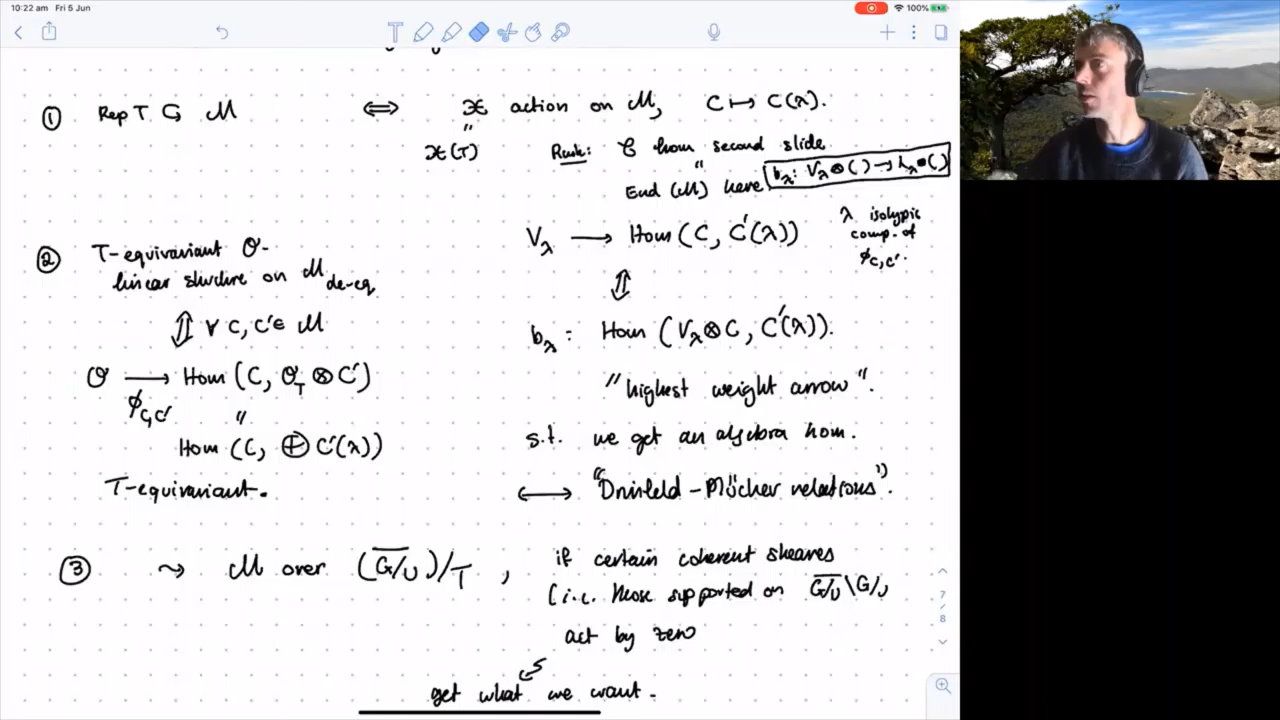 10:22 am Fri 5 Jun
100%
① Rep T ↻ M ⟺ 𝔛 action on M, C ↦ C(λ).
𝔛(T)
Rmk: 𝒞 from second slide
End (M) here
b_λ: V_λ ⊗ ( ) → λ_λ ⊗ ( )
② T-equivariant 𝒪-
linear structure on M_de-eq
⇕ ∀ C, C' ∈ M
𝒪 → Hom (C, 𝒪_T ⊗ C')
ϕ_C,C'
Hom (C, ⊕ C'(λ))
T-equivariant.
V_λ → Hom (C, C'(λ))
λ isotypic
comp. of
ϕ_C,C'.
⇕
b_λ : Hom (V_λ ⊗ C, C'(λ)).
"highest weight arrow".
s.t. we get an algebra hom.
⟷ "Drinfeld - Plücker relations".
③ ⇝ M over (G/U)/T ,
if certain coherent sheaves
(i.e. those supported on G/U \ G/U
act by zero
get what we want.
7
/
8